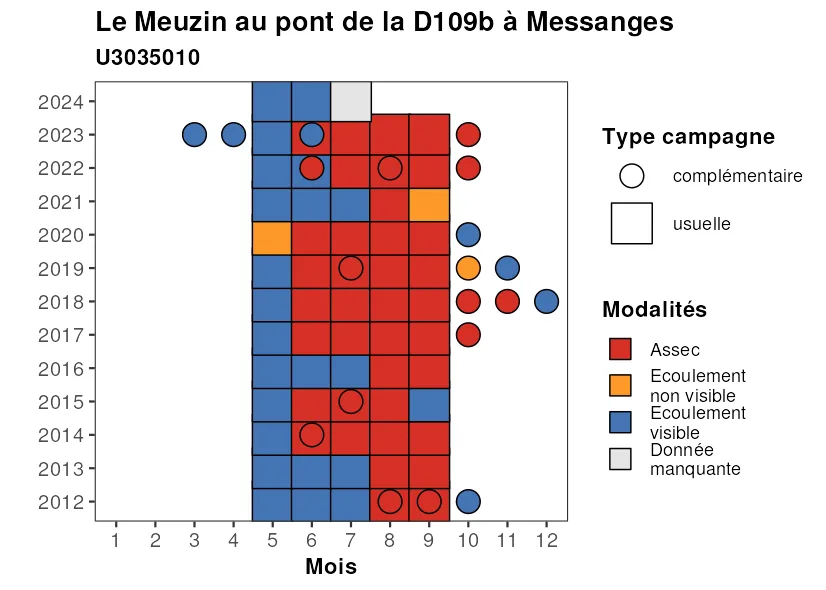 Le Meuzin au pont de la D109b à Messanges
U3035010
2024
2023
2022
2021
2020
2019
2018
2017
2016
2015
2014
2013
2012
1 2 3 4 5 6 7 8 9 10 11 12
Mois
Type campagne
complémentaire
usuelle
Modalités
Assec
Ecoulement
non visible
Ecoulement
visible
Donnée
manquante